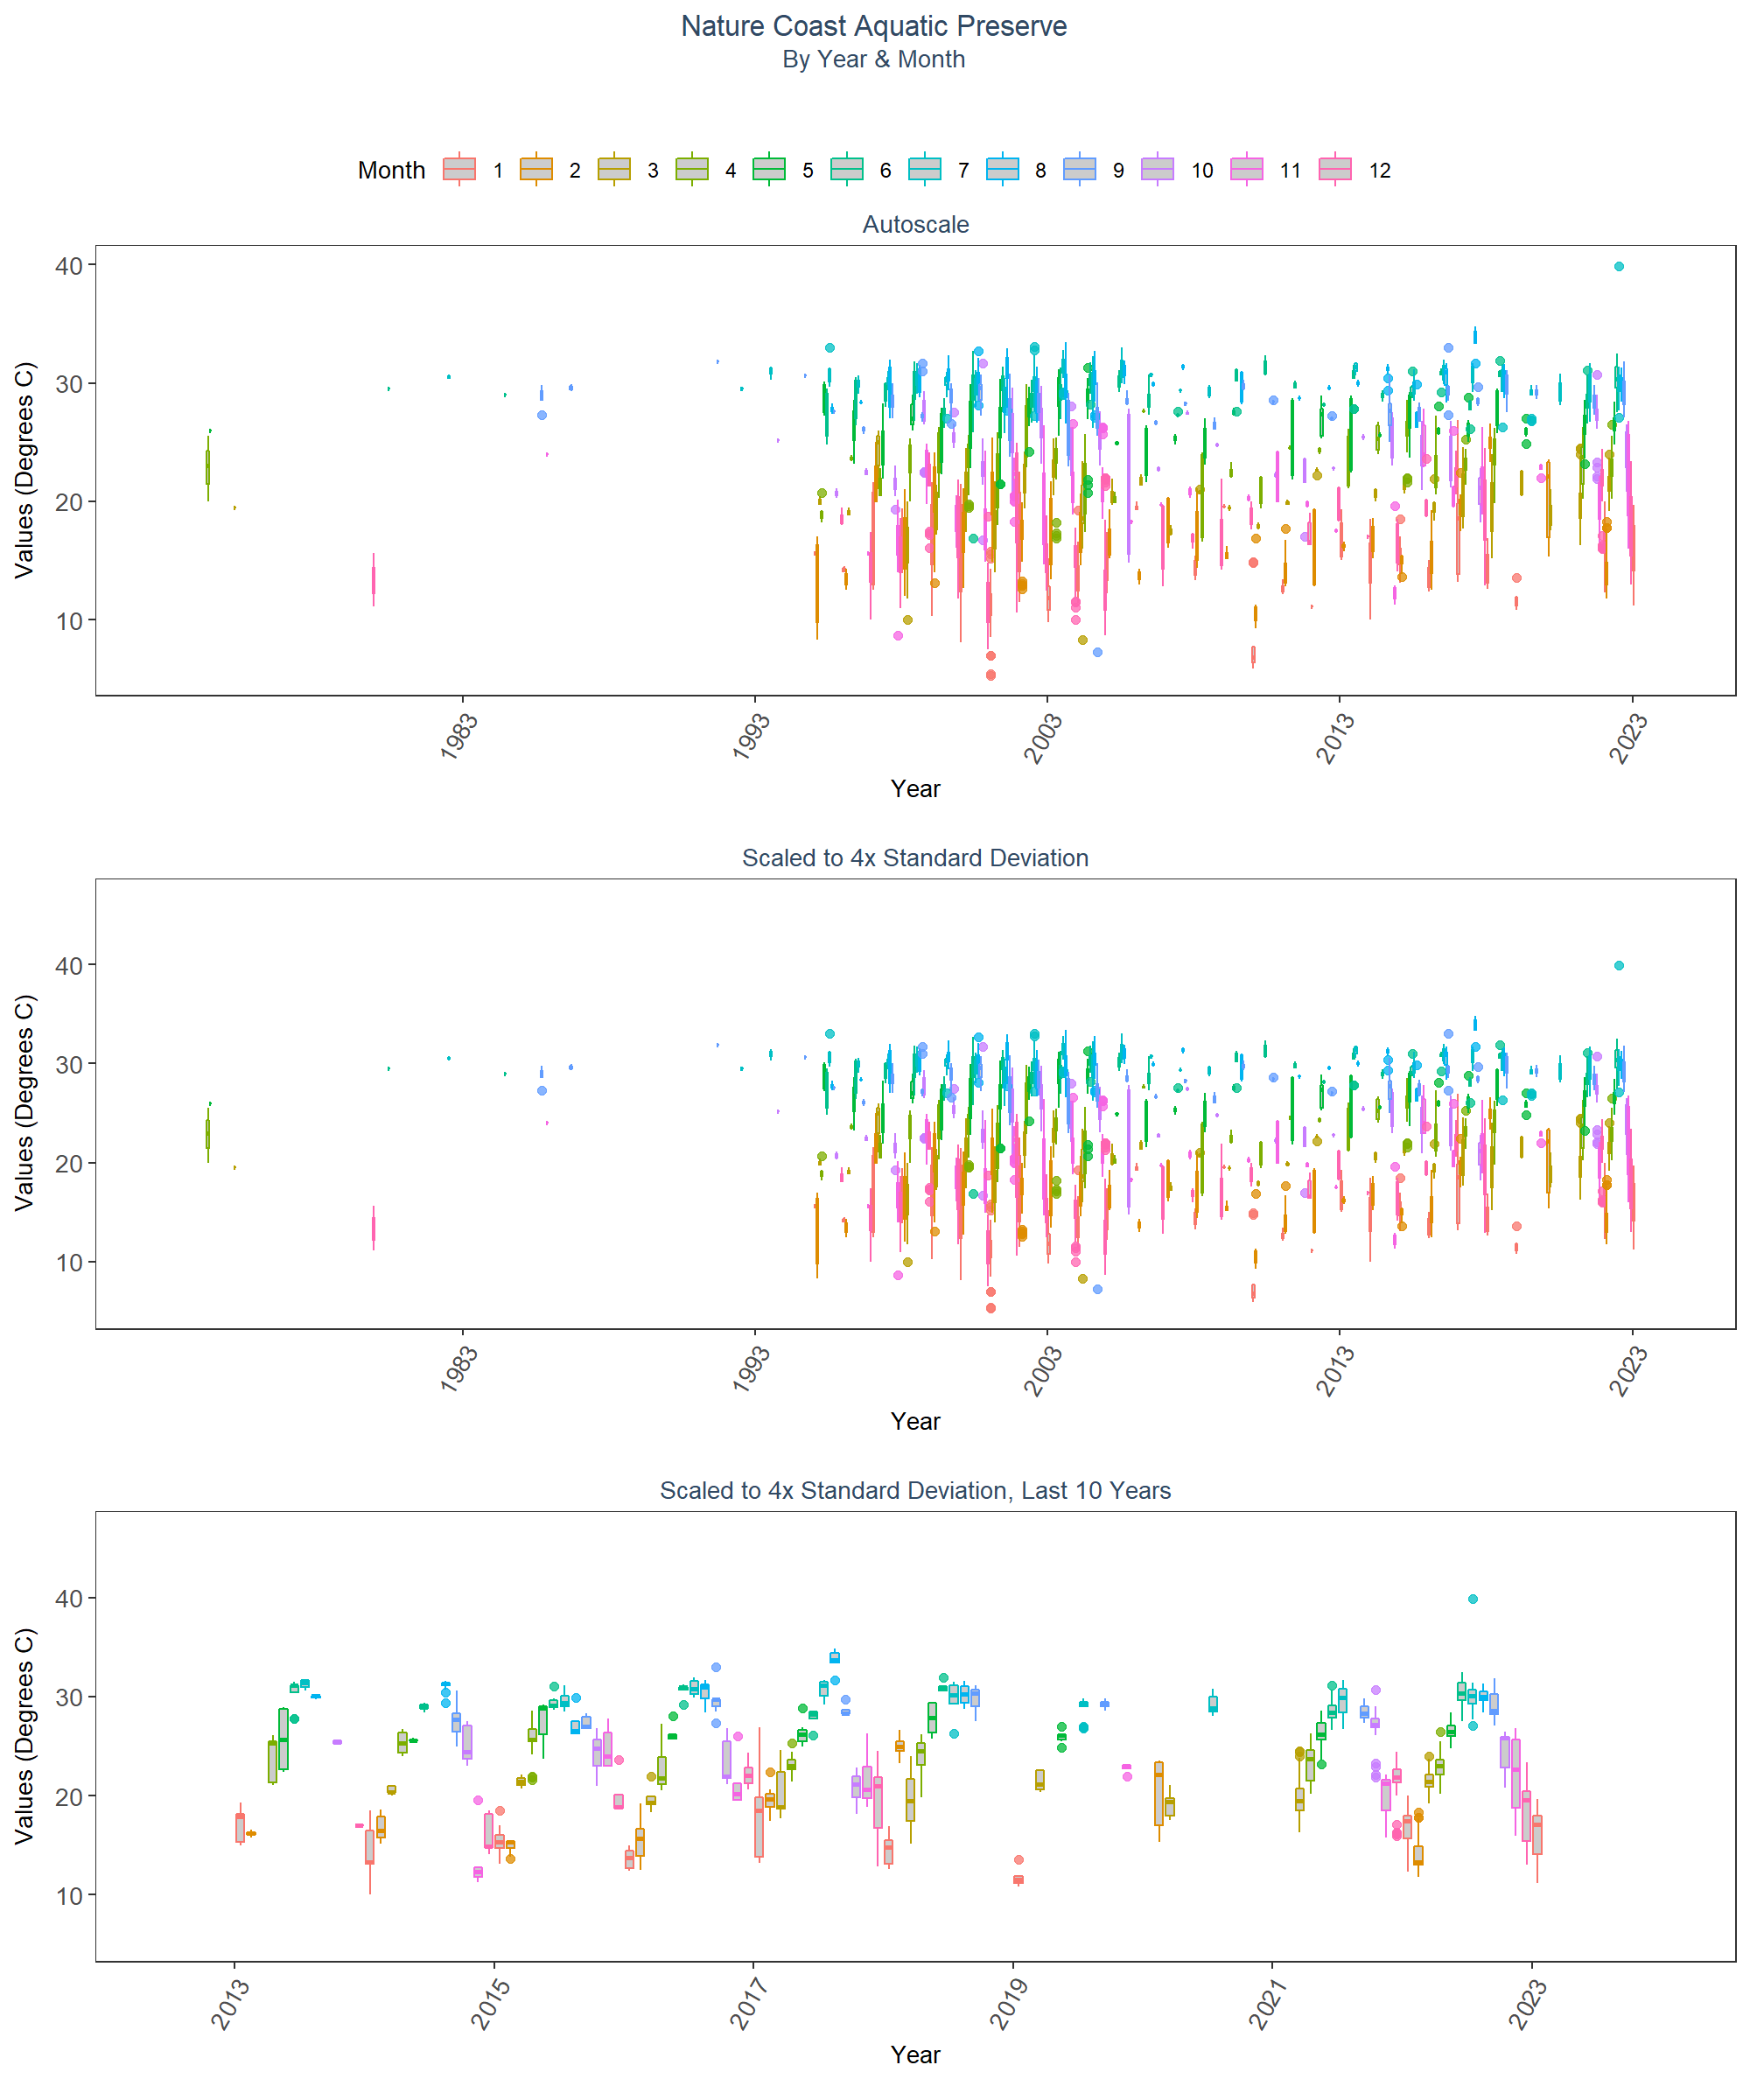 Nature Coast Aquatic Preserve
By Year & Month
Month 1 2 3 4 5 6 7 8 9 10 11 12
Autoscale
Values (Degrees C)
40
30
20
10
1983 1993 2003 2013 2023
Year
Scaled to 4x Standard Deviation
Values (Degrees C)
40
30
20
10
1983 1993 2003 2013 2023
Year
Scaled to 4x Standard Deviation, Last 10 Years
Values (Degrees C)
40
30
20
10
2013 2015 2017 2019 2021 2023
Year